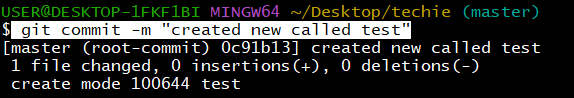 USER@DESKTOP-1FKF1BI MINGW64 ~/Desktop/techie (master)
$ git commit -m "created new called test"
[master (root-commit) 0c91b13] created new called test
 1 file changed, 0 insertions(+), 0 deletions(-)
 create mode 100644 test